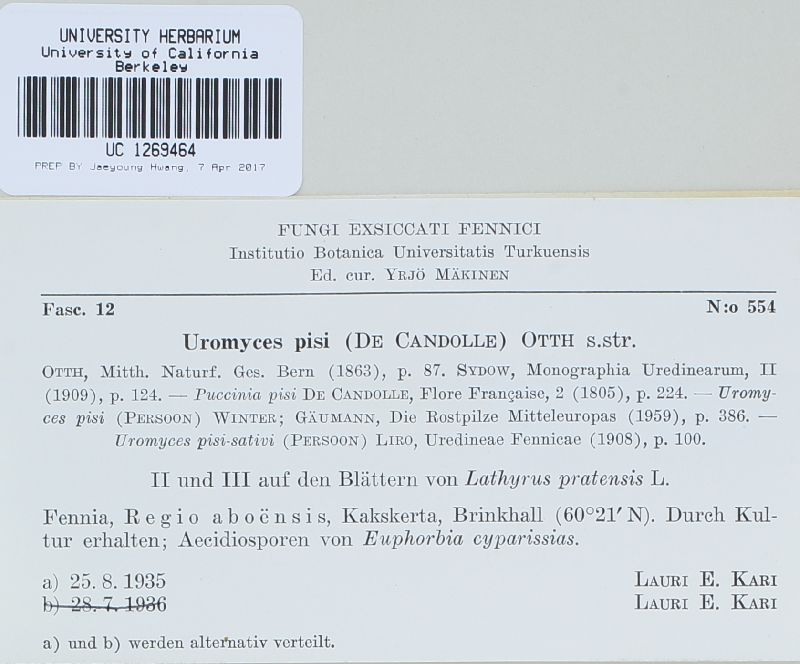 UNIVERSITY HERBARIUM
University of California
Berkeley
UC 1269464
PREP BY Jaeyoung Hwang, 7 Apr 2017
FUNGI EXSICCATI FENNICI
Institutio Botanica Universitatis Turkuensis
Ed. cur. YRJÖ MÄKINEN
Fasc. 12 N:o 554
Uromyces pisi (DE CANDOLLE) OTTH s.str.
OTTH, Mitth. Naturf. Ges. Bern (1863), p. 87. SYDOW, Monographia Uredinearum, II
(1909), p. 124. — Puccinia pisi DE CANDOLLE, Flore Française, 2 (1805), p. 224. — Uromy-
ces pisi (PERSOON) WINTER; GÄUMANN, Die Rostpilze Mitteleuropas (1959), p. 386. —
Uromyces pisi-sativi (PERSOON) LIRO, Uredineae Fennicae (1908), p. 100.
II und III auf den Blättern von Lathyrus pratensis L.
Fennia, Regio aboënsis, Kakskerta, Brinkhall (60°21′ N). Durch Kul-
tur erhalten; Aecidiosporen von Euphorbia cyparissias.
a) 25. 8. 1935 LAURI E. KARI
b) 28. 7. 1936 LAURI E. KARI
a) und b) werden alternativ verteilt.